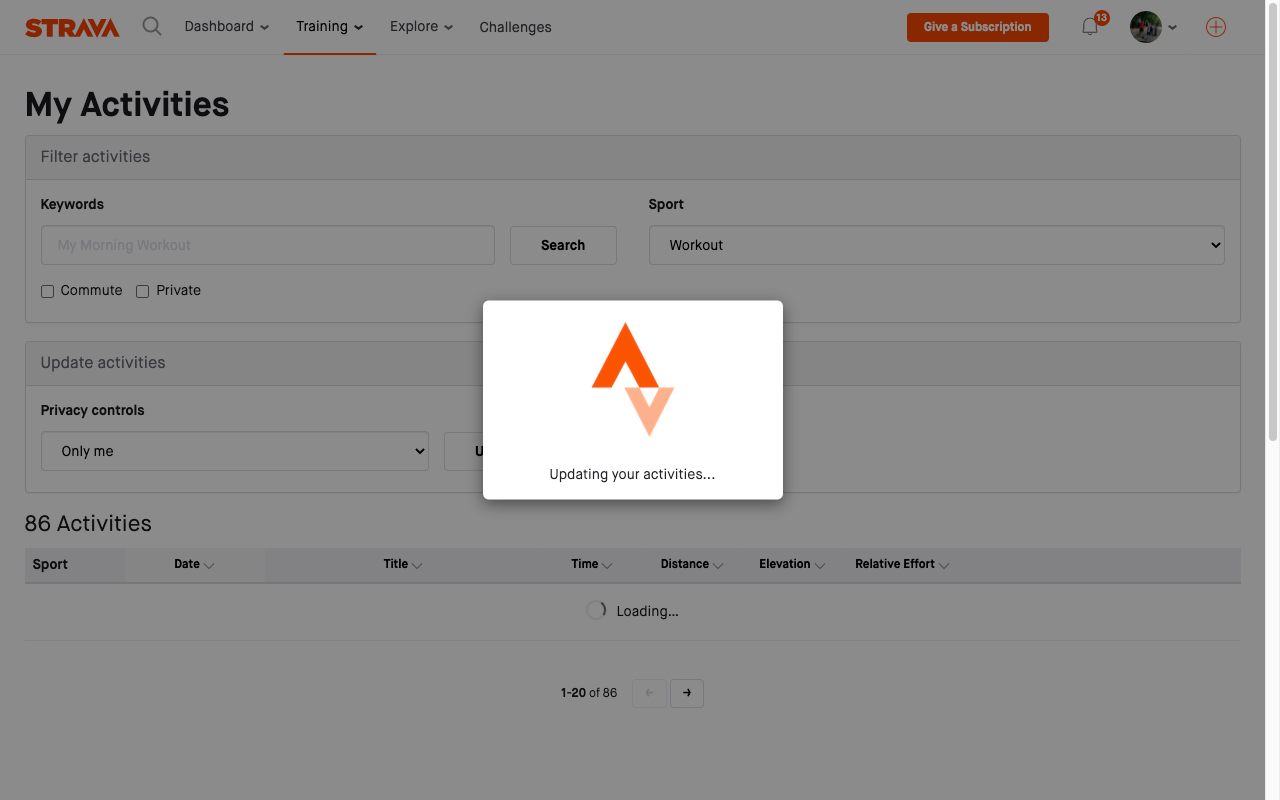 STRAVA
Dashboard
Training
Explore
Challenges
Give a Subscription
13
My Activities
Filter activities
Keywords
Sport
My Morning Workout
Search
Workout
Commute
Private
Update activities
Privacy controls
Only me
U
Updating your activities...
86 Activities
Sport Date Title Time Distance Elevation Relative Effort
Loading...
1-20 of 86